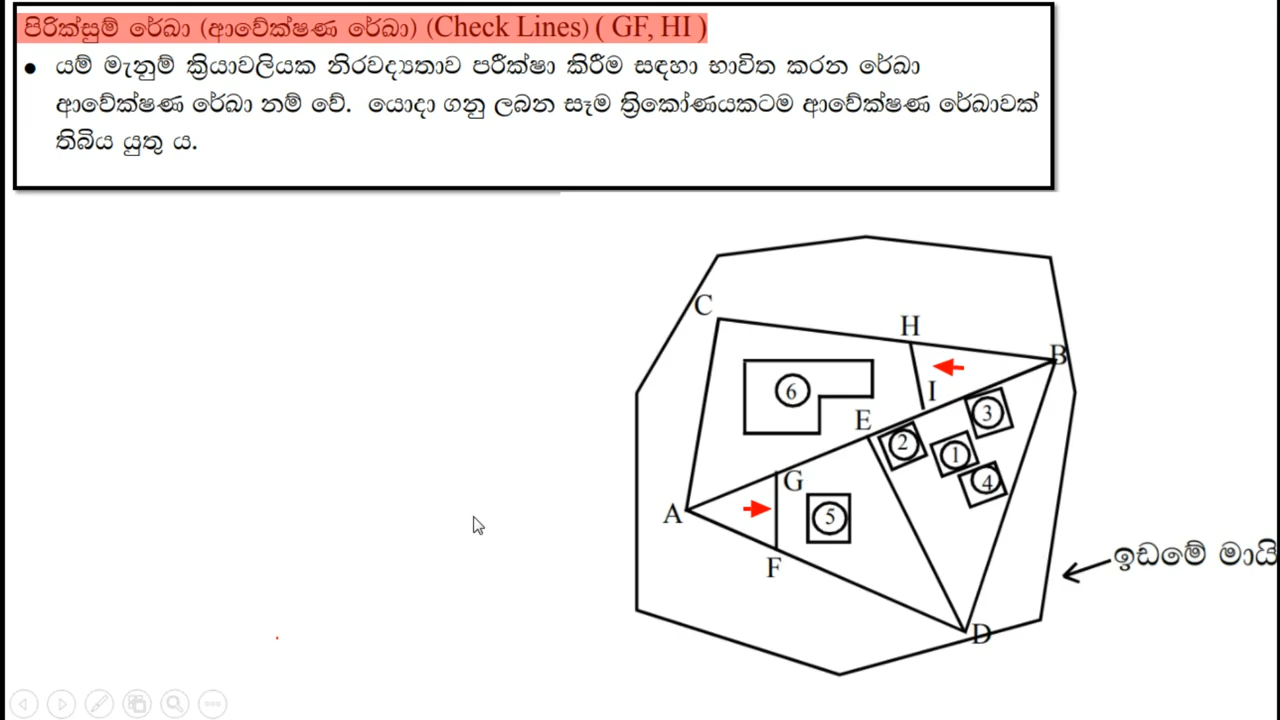 පිරික්සුම් රේඛා (ආවේක්ෂණ රේඛා) (Check Lines) ( GF, HI )
● යම් මැනුම් ක්‍රියාවලියක නිරවද්‍යතාව පරීක්ෂා කිරීම සඳහා භාවිත කරන රේඛා
ආවේක්ෂණ රේඛා නම් වේ. යොදා ගනු ලබන සෑම ත්‍රිකෝණයකටම ආවේක්ෂණ රේඛාවක්
තිබිය යුතු ය.
C
H
B
6
I
3
E
2
1
G
4
A
5
F
ඉඩමේ මායි
D